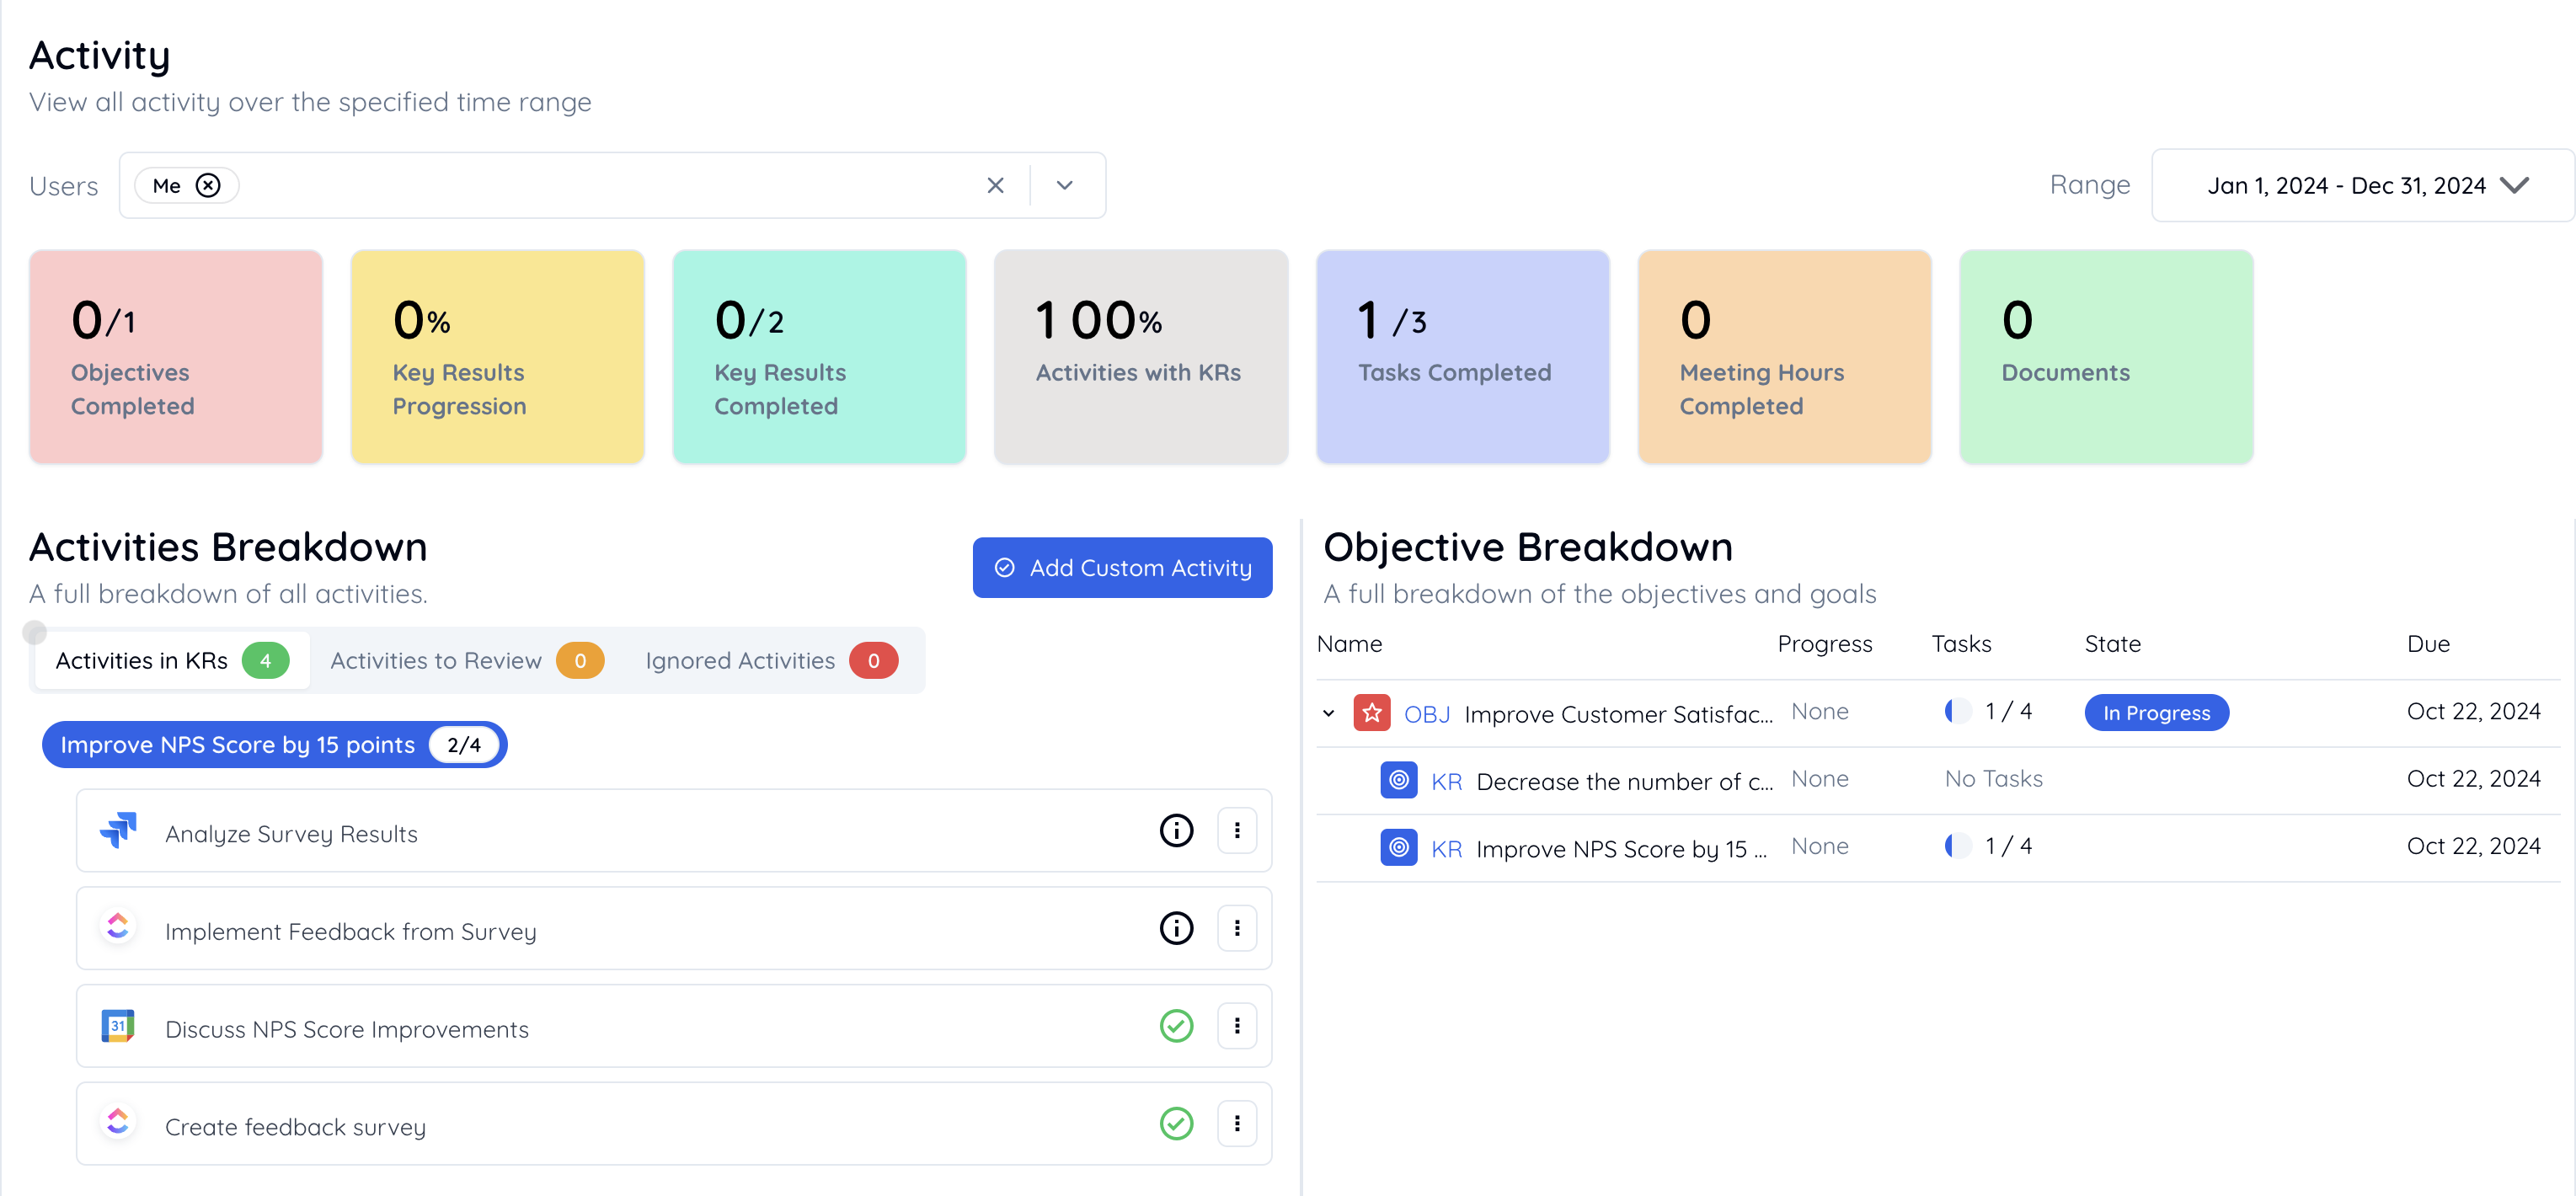 Activity
View all activity over the specified time range
Users
Me
Range
Jan 1, 2024 - Dec 31, 2024
0/1
Objectives
Completed
0%
Key Results
Progression
0/2
Key Results
Completed
100%
Activities with KRs
1/3
Tasks Completed
0
Meeting Hours
Completed
0
Documents
Activities Breakdown
A full breakdown of all activities.
Add Custom Activity
Activities in KRs 4
Activities to Review 0
Ignored Activities 0
Improve NPS Score by 15 points 2/4
Analyze Survey Results
Implement Feedback from Survey
31
Discuss NPS Score Improvements
Create feedback survey
Objective Breakdown
A full breakdown of the objectives and goals
Name Progress Tasks State Due
OBJ Improve Customer Satisfac... None 1 / 4 In Progress Oct 22, 2024
KR Decrease the number of c... None No Tasks Oct 22, 2024
KR Improve NPS Score by 15 ... None 1 / 4 Oct 22, 2024